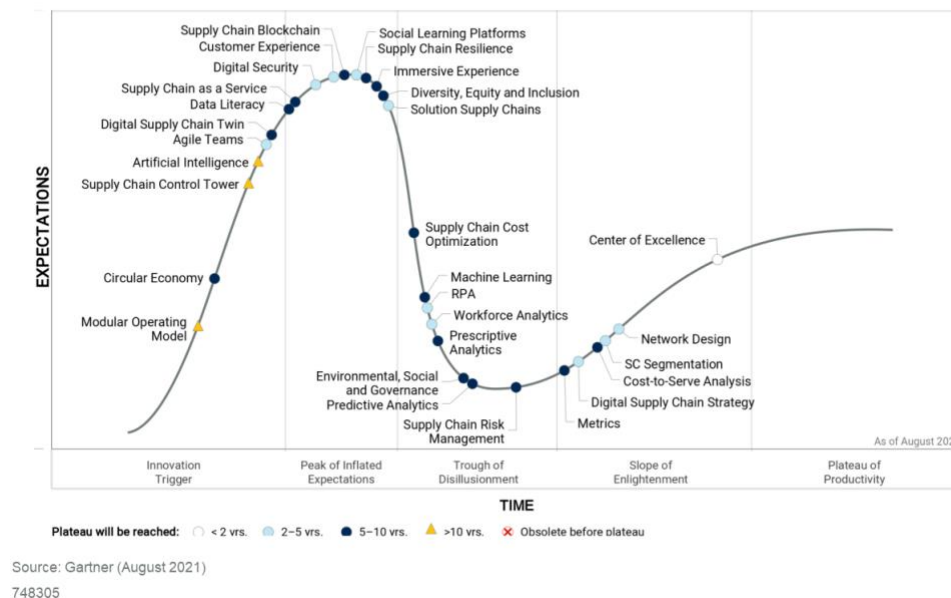 Supply Chain Blockchain
Customer Experience
Digital Security
Supply Chain as a Service
Data Literacy
Digital Supply Chain Twin
Agile Teams
Artificial Intelligence
Supply Chain Control Tower
Circular Economy
Modular Operating
Model
Social Learning Platforms
Supply Chain Resilience
Immersive Experience
Diversity, Equity and Inclusion
Solution Supply Chains
Supply Chain Cost
Optimization
Machine Learning
RPA
Workforce Analytics
Prescriptive
Analytics
Environmental, Social
and Governance
Predictive Analytics
Supply Chain Risk
Management
Center of Excellence
Network Design
SC Segmentation
Cost-to-Serve Analysis
Digital Supply Chain Strategy
Metrics
EXPECTATIONS
As of August 202
Innovation
Trigger
Peak of Inflated
Expectations
Trough of
Disillusionment
Slope of
Enlightenment
Plateau of
Productivity
TIME
Plateau will be reached: < 2 yrs. 2–5 yrs. 5–10 yrs. >10 yrs. Obsolete before plateau
Source: Gartner (August 2021)
748305